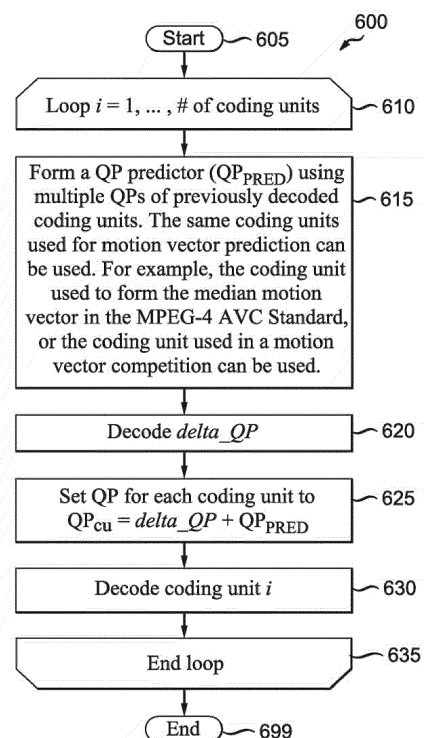 600
Start 605
Loop i = 1, ... , # of coding units 610
Form a QP predictor (QPPRED) using
multiple QPs of previously decoded
coding units. The same coding units
used for motion vector prediction can
be used. For example, the coding unit
used to form the median motion
vector in the MPEG-4 AVC Standard,
or the coding unit used in a motion
vector competition can be used.
615
Decode delta_QP 620
Set QP for each coding unit to
QPcu = delta_QP + QPPRED
625
Decode coding unit i 630
End loop 635
End 699